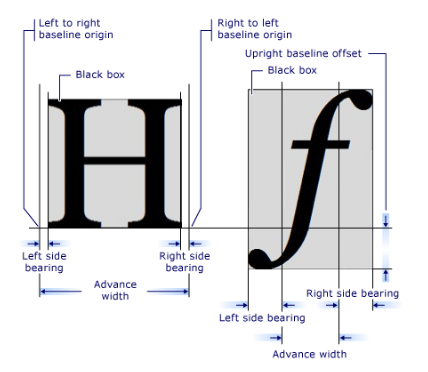 Left to right
baseline origin
Right to left
baseline origin
Upright baseline offset
Black box
Black box
H
f
Left side
bearing
Right side
bearing
Advance
width
Right side bearing
Left side bearing
Advance width